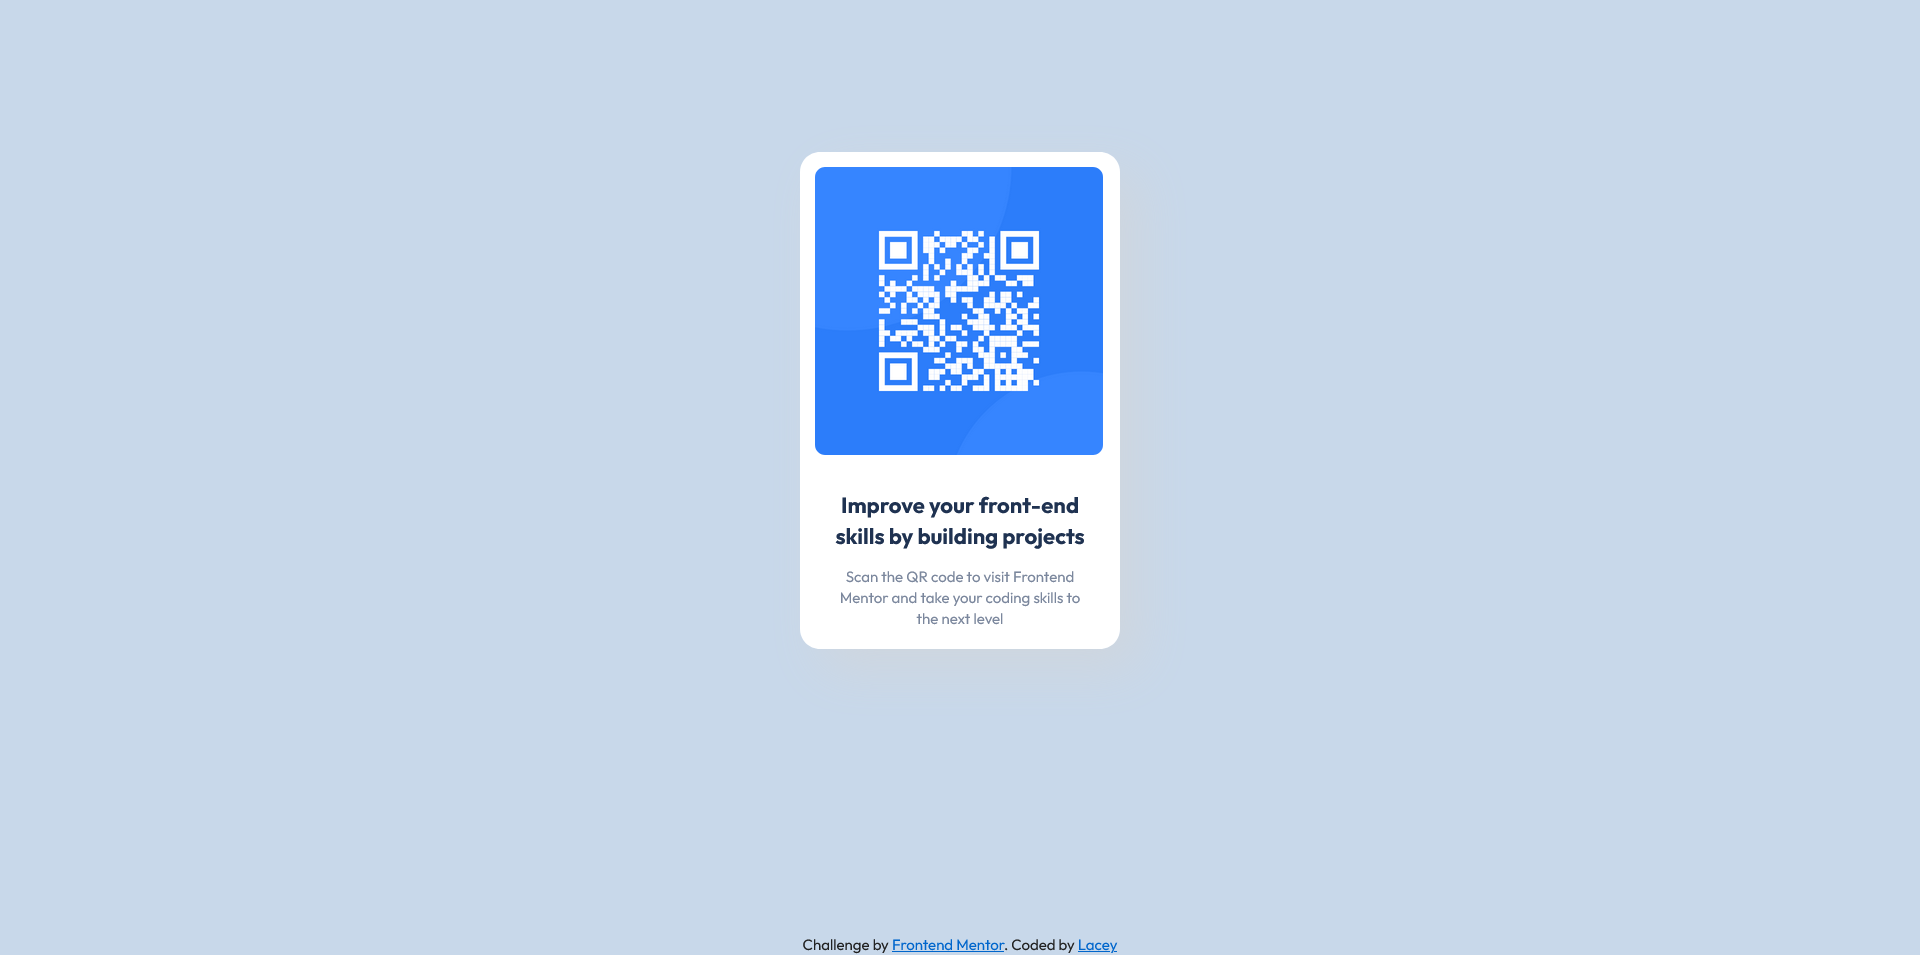 Improve your front-end
skills by building projects
Scan the QR code to visit Frontend
Mentor and take your coding skills to
the next level
Challenge by Frontend Mentor. Coded by Lacey